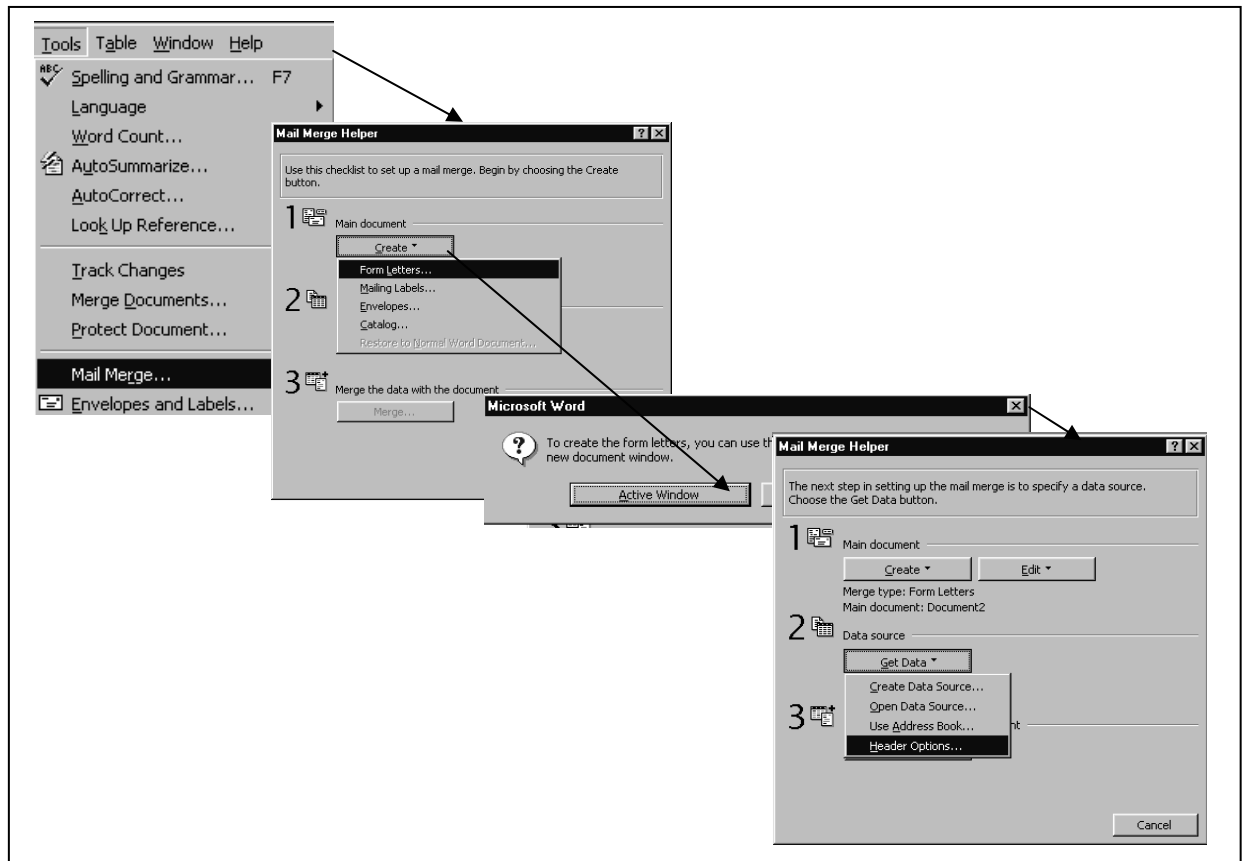 Tools Table Window Help
Spelling and Grammar... F7
Language
Word Count...
AutoSummarize...
AutoCorrect...
Look Up Reference...
Track Changes
Merge Documents...
Protect Document...
Mail Merge...
Envelopes and Labels...
Mail Merge Helper
Use this checklist to set up a mail merge. Begin by choosing the Create
button.
1 Main document
Create
Form Letters...
Mailing Labels...
Envelopes...
Catalog...
Restore to Normal Word Document...
2
3 Merge the data with the document
Merge...
Microsoft Word
To create the form letters, you can use
new document window.
Active Window
Mail Merge Helper
The next step in setting up the mail merge is to specify a data source.
Choose the Get Data button.
1 Main document
Create Edit
Merge type: Form Letters
Main document: Document2
2 Data source
Get Data
Create Data Source...
Open Data Source...
Use Address Book...
Header Options...
3
Cancel